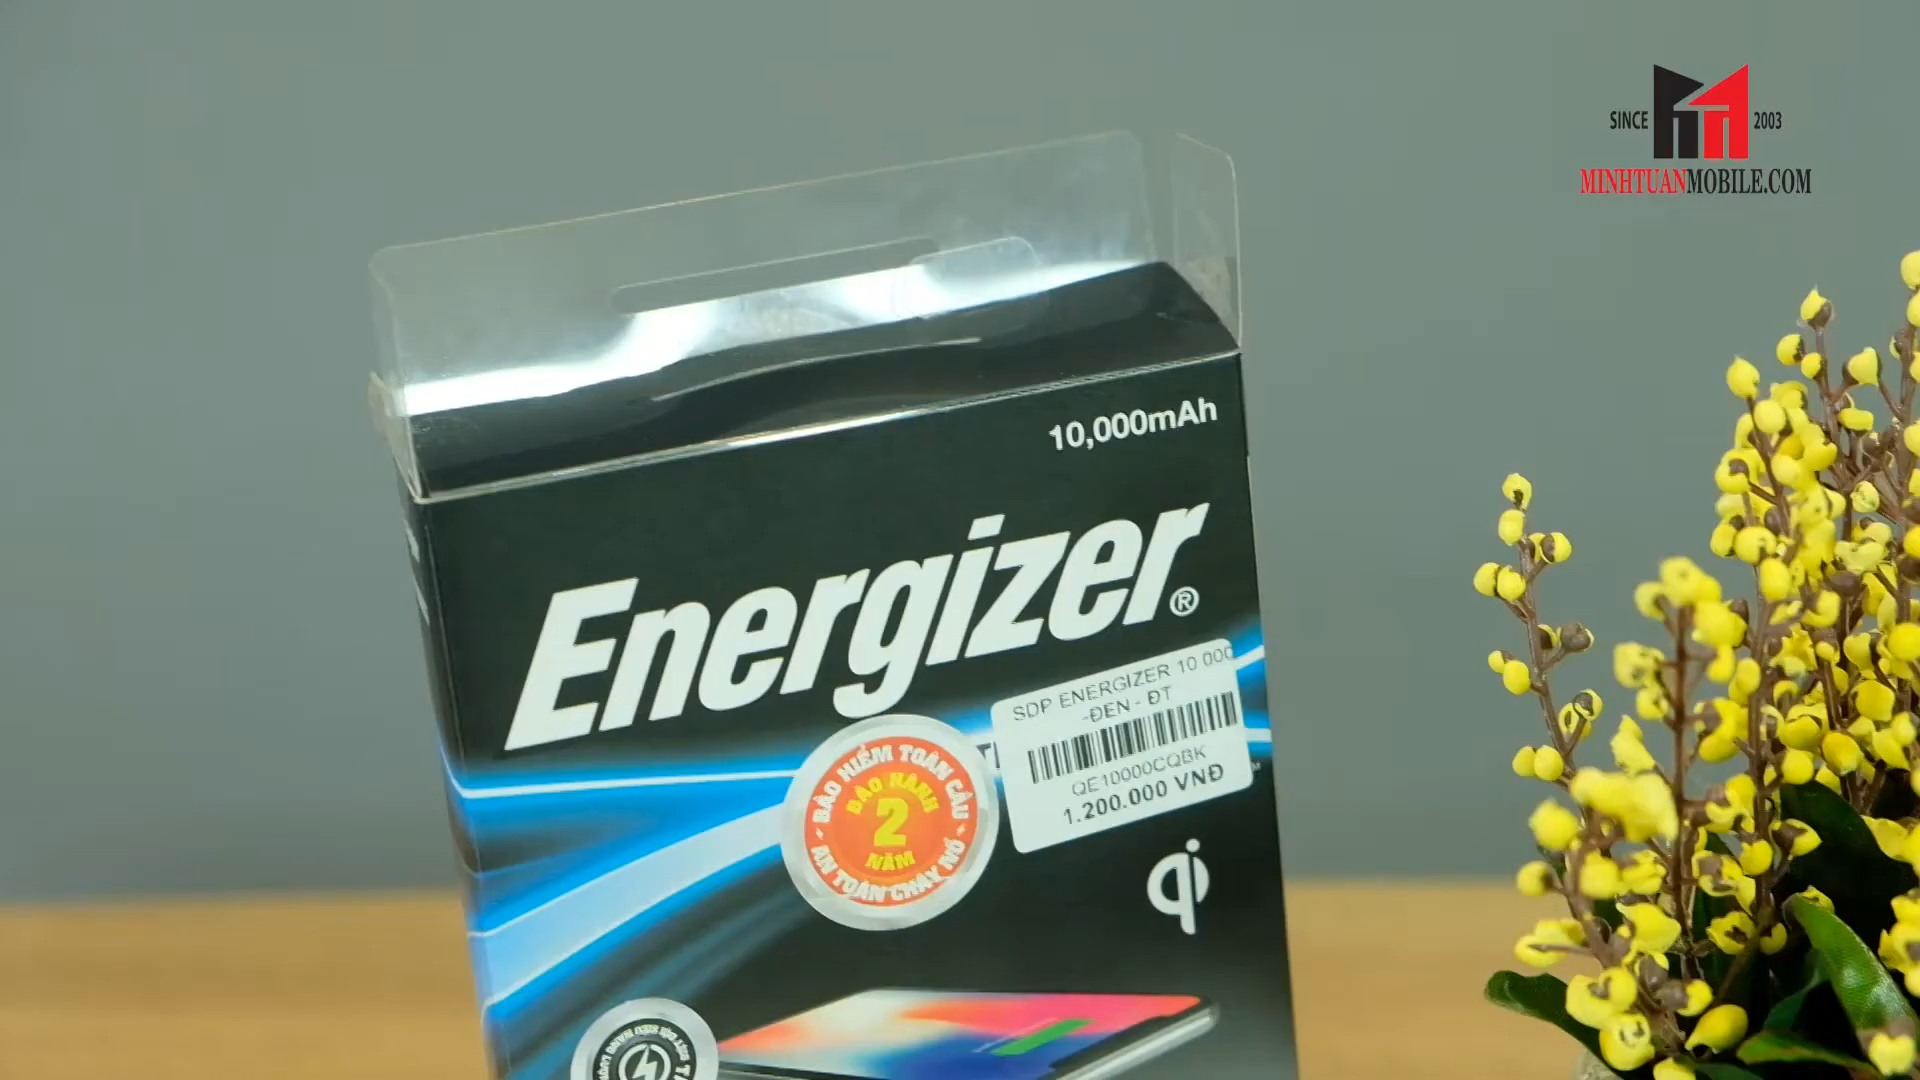 SINCE 2003
MINHTUANMOBILE.COM
10,000mAh
Energizer®
SDP ENERGIZER 10 000
-ĐEN - ĐT
QE10000CQBK
1.200.000 VNĐ
BẢO HIỂM TOÀN CẦU
BẢO HÀNH
2
NĂM
AN TOÀN CHÁY NỔ
qi